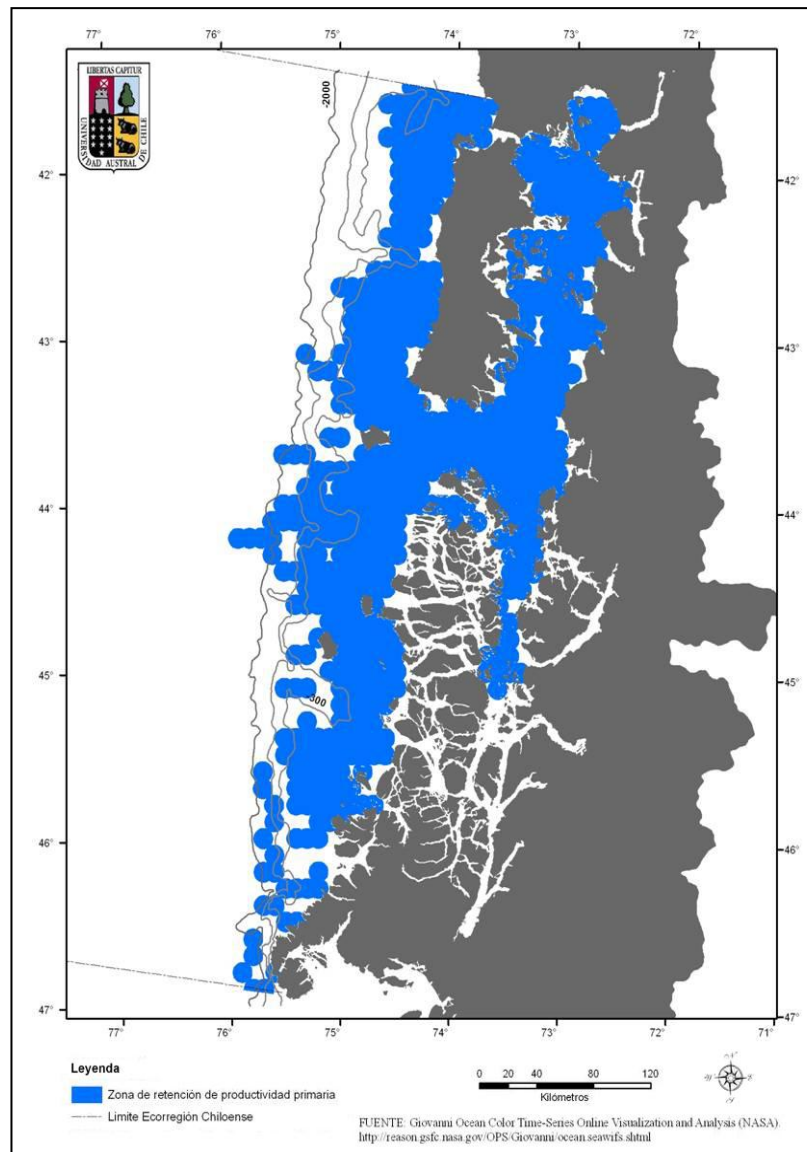 77° 76° 75° 74° 73° 72°
LIBERTAS CAPITUR
UNIVERSIDAD AUSTRAL DE CHILE
-2000
42° 42°
43° 43°
44° 44°
45° 45°
46° 46°
47° 47°
77° 76° 75° 74° 73° 72° 71°
Leyenda
Zona de retención de productividad primaria
Limite Ecorregión Chiloense
0 20 40 80 120
Kilómetros
FUENTE: Giovanni Ocean Color Time-Series Online Visualization and Analysis (NASA).
http://reason.gsfc.nasa.gov/OPS/Giovanni/ocean.seawifs.shtml